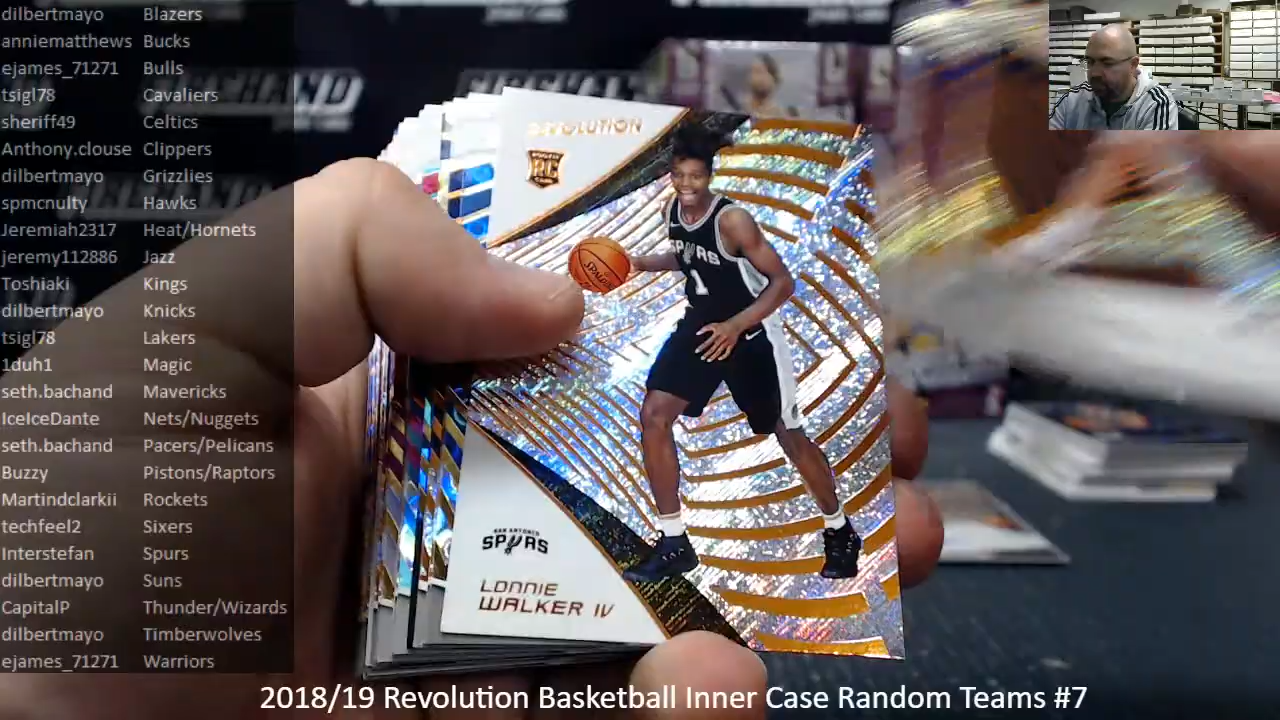 dilbertmayo Blazers
anniematthews Bucks
ejames_71271 Bulls
tsigl78 Cavaliers
sheriff49 Celtics
Anthony.clouse Clippers
dilbertmayo Grizzlies
spmcnulty Hawks
Jeremiah2317 Heat/Hornets
jeremy112886 Jazz
Toshiaki Kings
dilbertmayo Knicks
tsigl78 Lakers
1duh1 Magic
seth.bachand Mavericks
IceIceDante Nets/Nuggets
seth.bachand Pacers/Pelicans
Buzzy Pistons/Raptors
Martindclarkii Rockets
techfeel2 Sixers
Interstefan Spurs
dilbertmayo Suns
CapitalP Thunder/Wizards
dilbertmayo Timberwolves
ejames_71271 Warriors
REVOLUTION
RC
SPALDING
SPURS
1
SAN ANTONIO
SPURS
LONNIE
WALKER IV
2018/19 Revolution Basketball Inner Case Random Teams #7